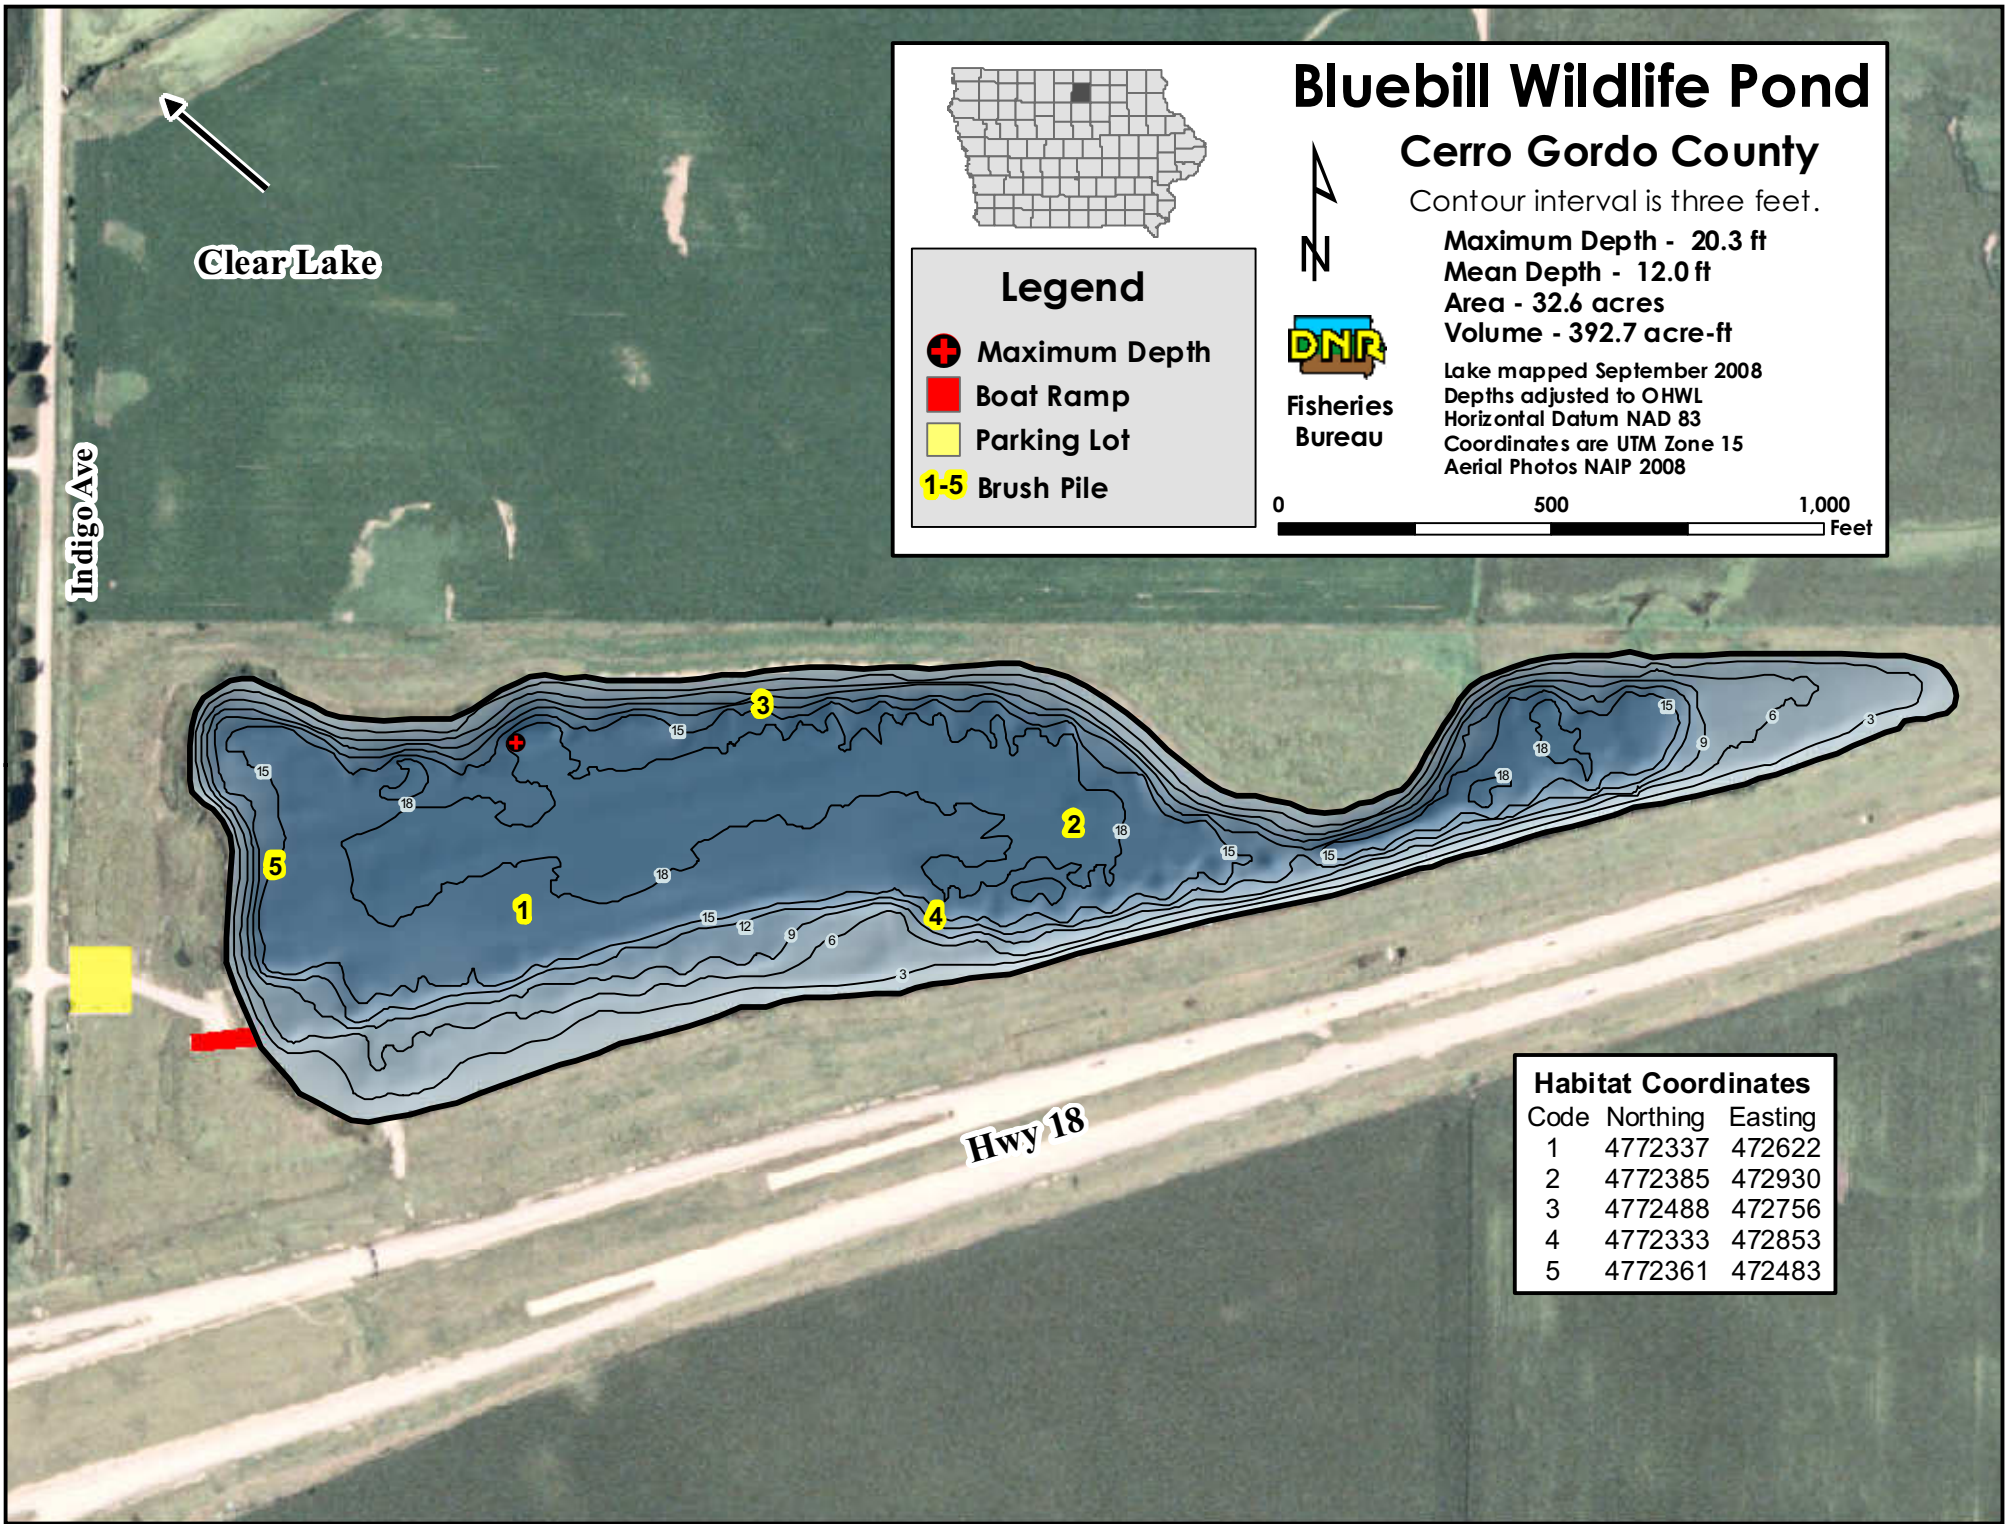 Bluebill Wildlife Pond
Cerro Gordo County
Contour interval is three feet.
Maximum Depth - 20.3 ft
Mean Depth - 12.0 ft
Area - 32.6 acres
Volume - 392.7 acre-ft
Lake mapped September 2008
Depths adjusted to OHWL
Horizontal Datum NAD 83
Coordinates are UTM Zone 15
Aerial Photos NAIP 2008
N
DNR
Fisheries
Bureau
0 500 1,000
Feet
Legend
Maximum Depth
Boat Ramp
Parking Lot
1-5 Brush Pile
Clear Lake
Indigo Ave
3
15
15
6
3
9
18
18
15
18
2
18
15
15
5
18
1
15
12
9
6
4
3
Hwy 18
Habitat Coordinates
Code Northing Easting
1 4772337 472622
2 4772385 472930
3 4772488 472756
4 4772333 472853
5 4772361 472483